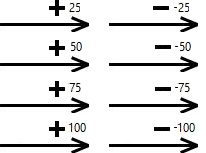 + 25 − -25
+ 50 − -50
+ 75 − -75
+ 100 − -100